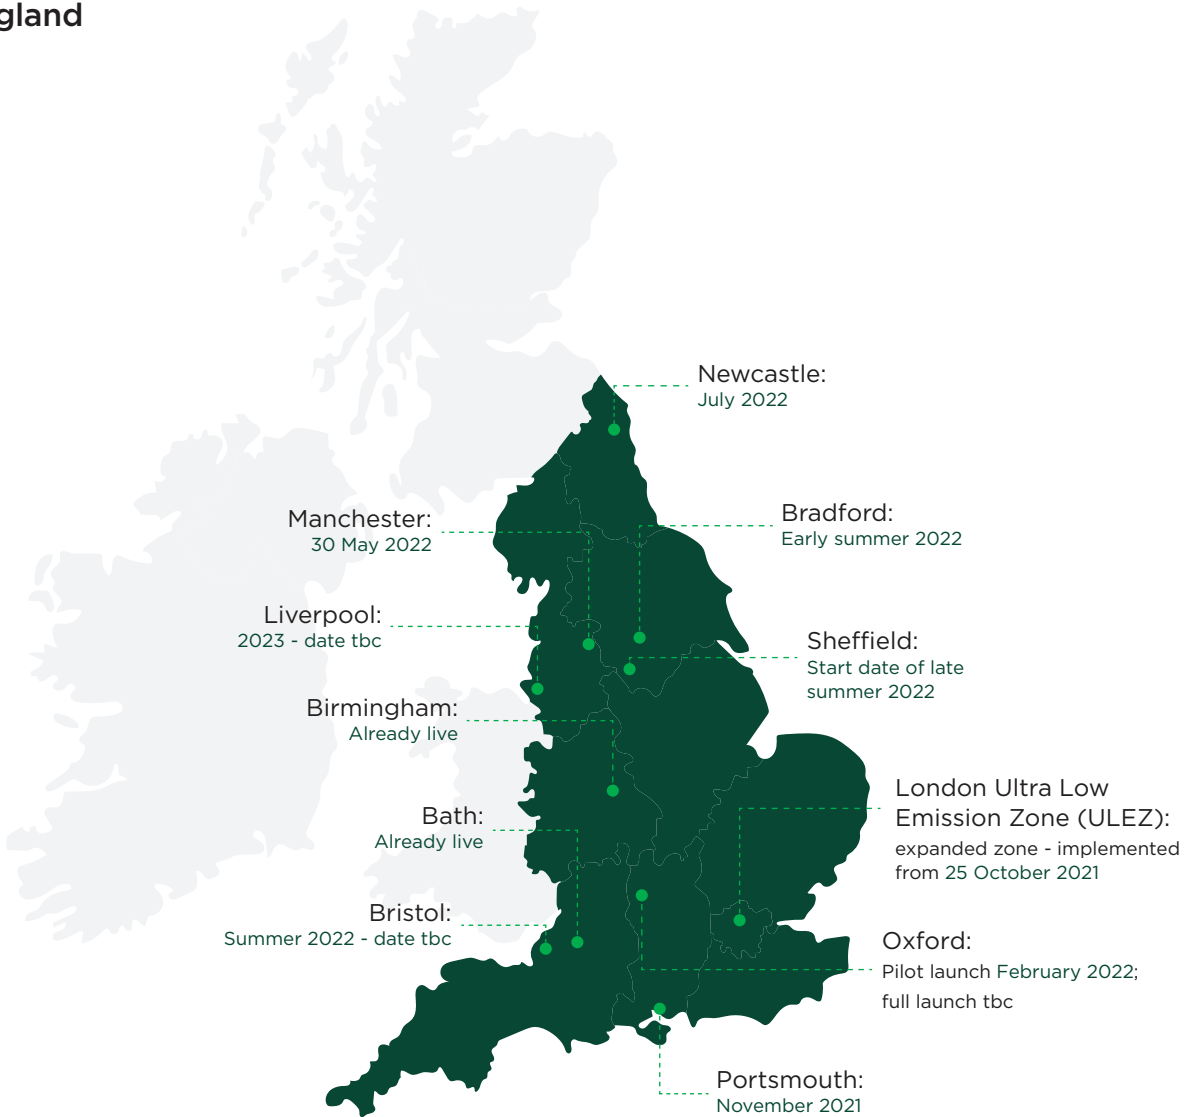 gland
Newcastle:
July 2022
Manchester:
30 May 2022
Bradford:
Early summer 2022
Liverpool:
2023 - date tbc
Sheffield:
Start date of late
summer 2022
Birmingham:
Already live
London Ultra Low
Emission Zone (ULEZ):
expanded zone - implemented
from 25 October 2021
Bath:
Already live
Bristol:
Summer 2022 - date tbc
Oxford:
Pilot launch February 2022;
full launch tbc
Portsmouth:
November 2021